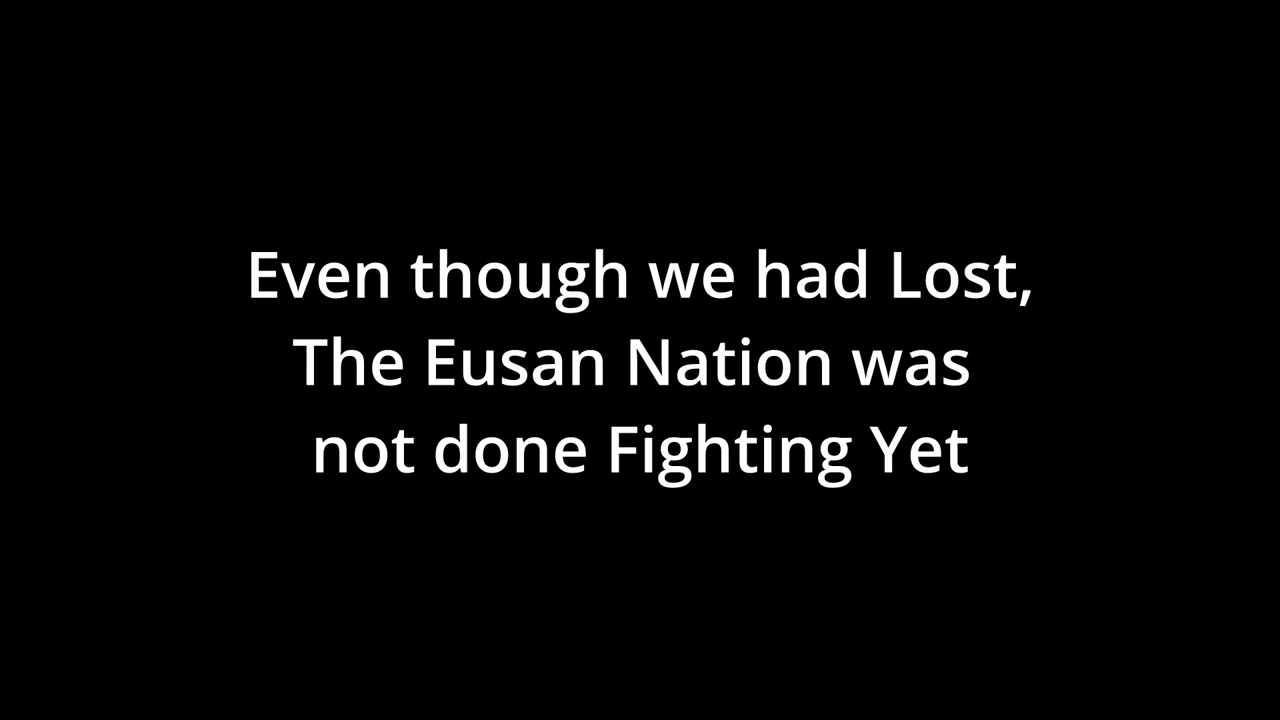 Even though we had Lost,
The Eusan Nation was
not done Fighting Yet